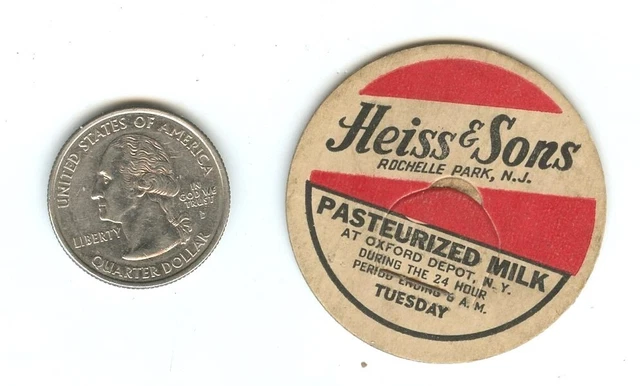 UNITED STATES OF AMERICA
IN
GOD WE
TRUST
LIBERTY
QUARTER DOLLAR
Heiss & Sons
ROCHELLE PARK, N.J.
PASTEURIZED MILK
AT OXFORD DEPOT, N.Y.
DURING THE 24 HOUR
PERIOD ENDING 6 A.M.
TUESDAY